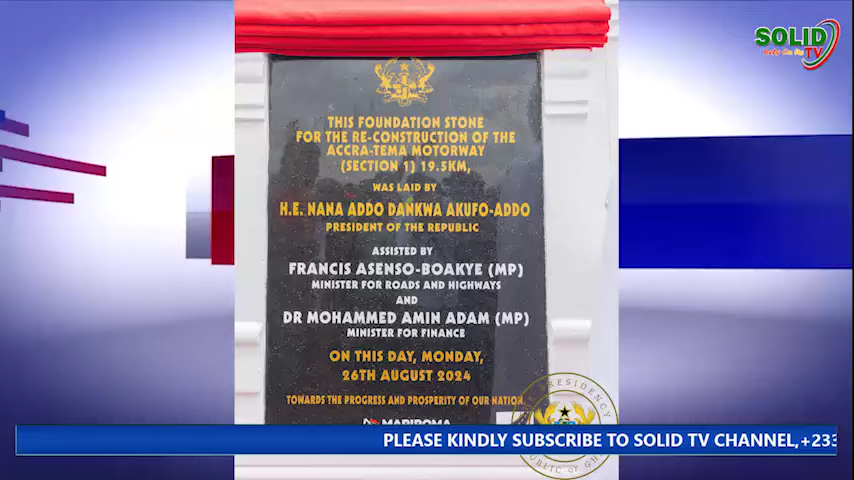 SOLID
TV
THIS FOUNDATION STONE
FOR THE RE-CONSTRUCTION OF THE
ACCRA-TEMA MOTORWAY
(SECTION 1) 19.5KM,
WAS LAID BY
H.E. NANA ADDO DANKWA AKUFO-ADDO
PRESIDENT OF THE REPUBLIC
ASSISTED BY
FRANCIS ASENSO-BOAKYE (MP)
MINISTER FOR ROADS AND HIGHWAYS
AND
DR MOHAMMED AMIN ADAM (MP)
MINISTER FOR FINANCE
ON THIS DAY, MONDAY,
26TH AUGUST 2024
TOWARDS THE PROGRESS AND PROSPERITY OF OUR NATION
PRESIDENCY
PLEASE KINDLY SUBSCRIBE TO SOLID TV CHANNEL,+233